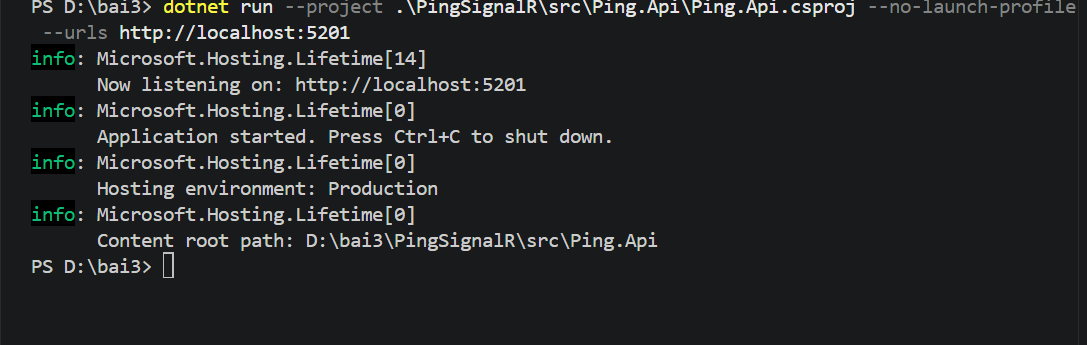 PS D:\bai3> dotnet run --project .\PingSignalR\src\Ping.Api\Ping.Api.csproj --no-launch-profile
--urls http://localhost:5201
info: Microsoft.Hosting.Lifetime[14]
Now listening on: http://localhost:5201
info: Microsoft.Hosting.Lifetime[0]
Application started. Press Ctrl+C to shut down.
info: Microsoft.Hosting.Lifetime[0]
Hosting environment: Production
info: Microsoft.Hosting.Lifetime[0]
Content root path: D:\bai3\PingSignalR\src\Ping.Api
PS D:\bai3>